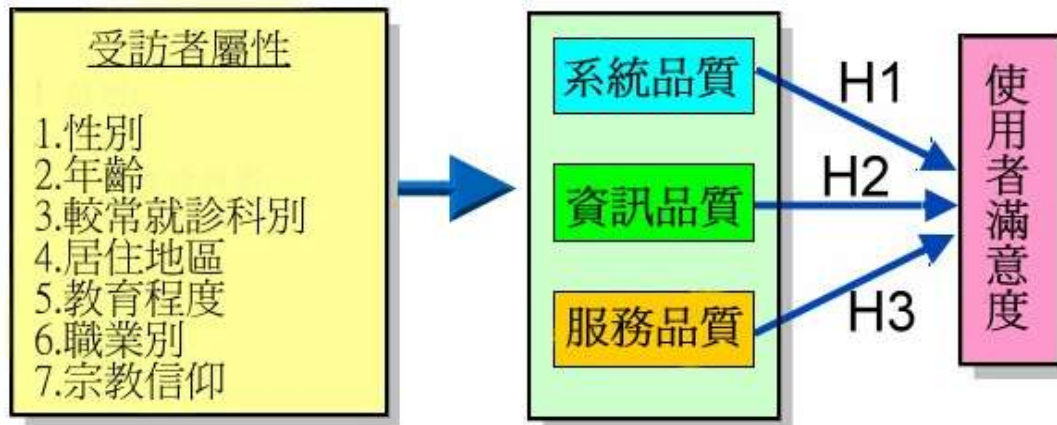 受訪者屬性
1.性別
2.年齡
3.較常就診科別
4.居住地區
5.教育程度
6.職業別
7.宗教信仰
系統品質
資訊品質
服務品質
H1
H2
H3
使用者滿意度